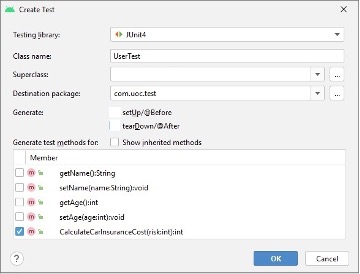 Create Test
Testing library: JUnit4
Class name: UserTest
Superclass: ...
Destination package: com.uoc.test ...
Generate: setUp/@Before
tearDown/@After
Generate test methods for: Show inherited methods
Member
m getName():String
m setName(name:String):void
m getAge():int
m setAge(age:int):void
m CalculateCarInsuranceCost(risk:int):int
? OK Cancel